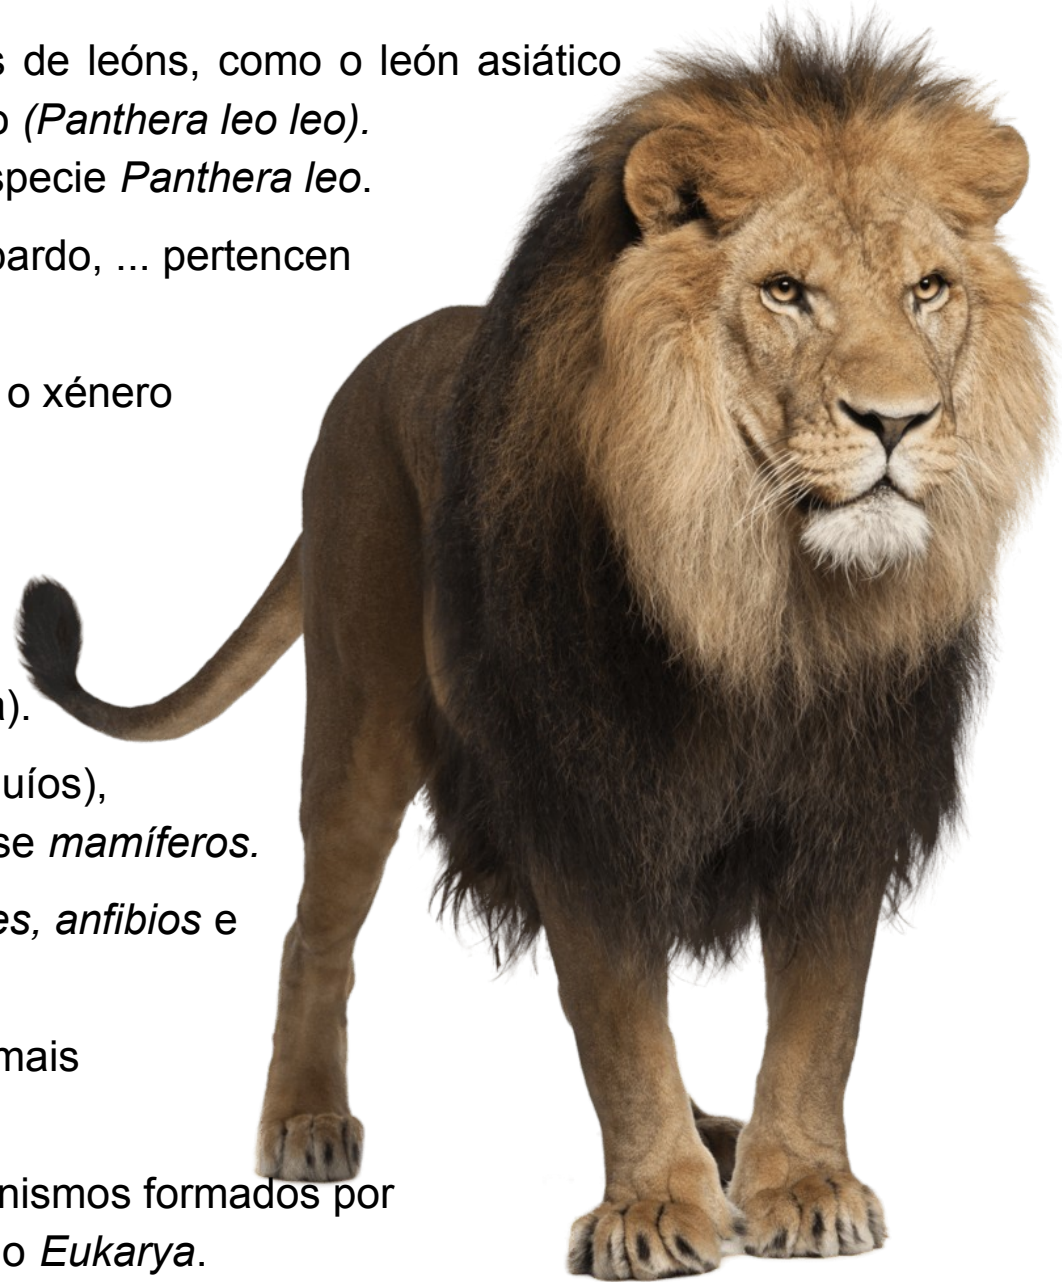 s de leóns, como o león asiático
o (Panthera leo leo).
specie Panthera leo.
pardo, ... pertencen
o xénero
a).
uíos),
se mamíferos.
es, anfibios e
mais
nismos formados por
o Eukarya.